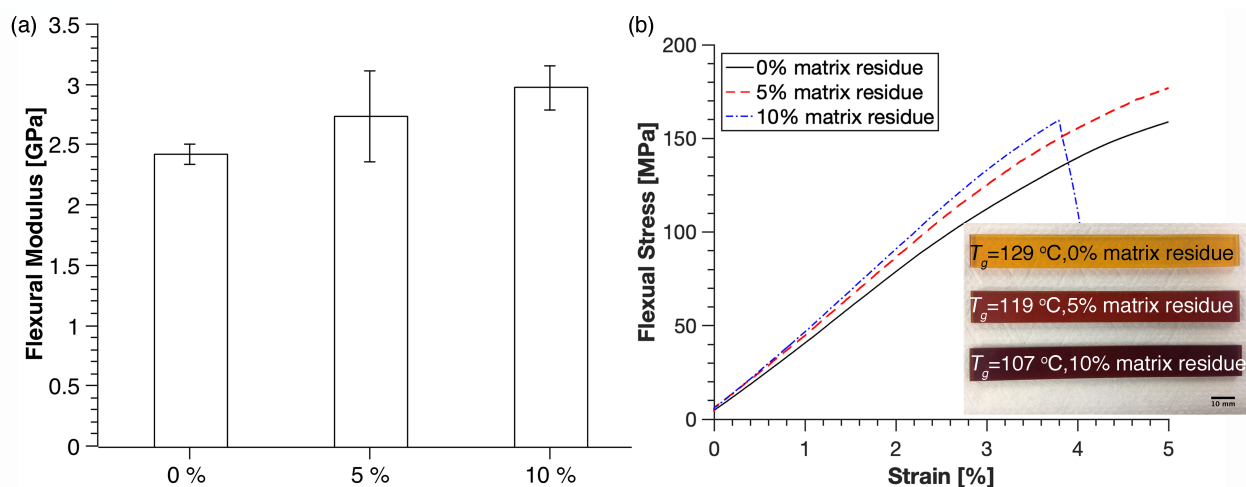 (a)
3.5
3
2.5
2
1.5
1
0.5
0
Flexural Modulus [GPa]
0 %
5 %
10 %
(b)
200
150
100
50
0
Flexual Stress [MPa]
0% matrix residue
5% matrix residue
10% matrix residue
Tg=129 °C,0% matrix residue
Tg=119 °C,5% matrix residue
Tg=107 °C,10% matrix residue
10 mm
0
1
2
3
4
5
Strain [%]